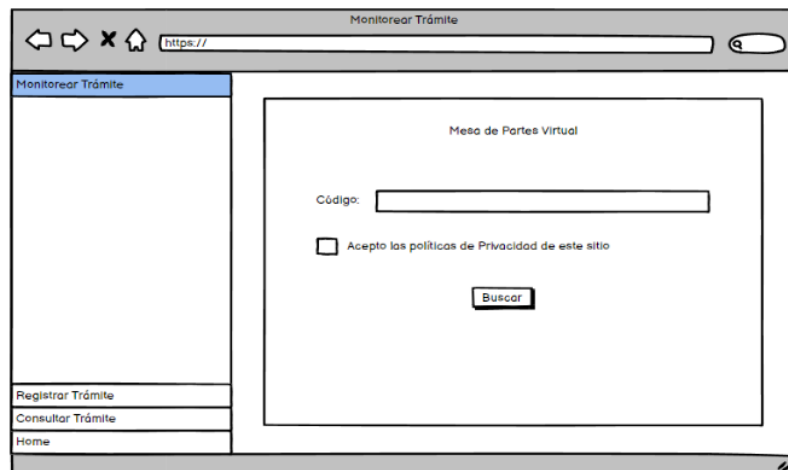 Monitorear Trámite
https://
Monitorear Trámite
Mesa de Partes Virtual
Código:
Acepto las políticas de Privacidad de este sitio
Buscar
Registrar Trámite
Consultar Trámite
Home